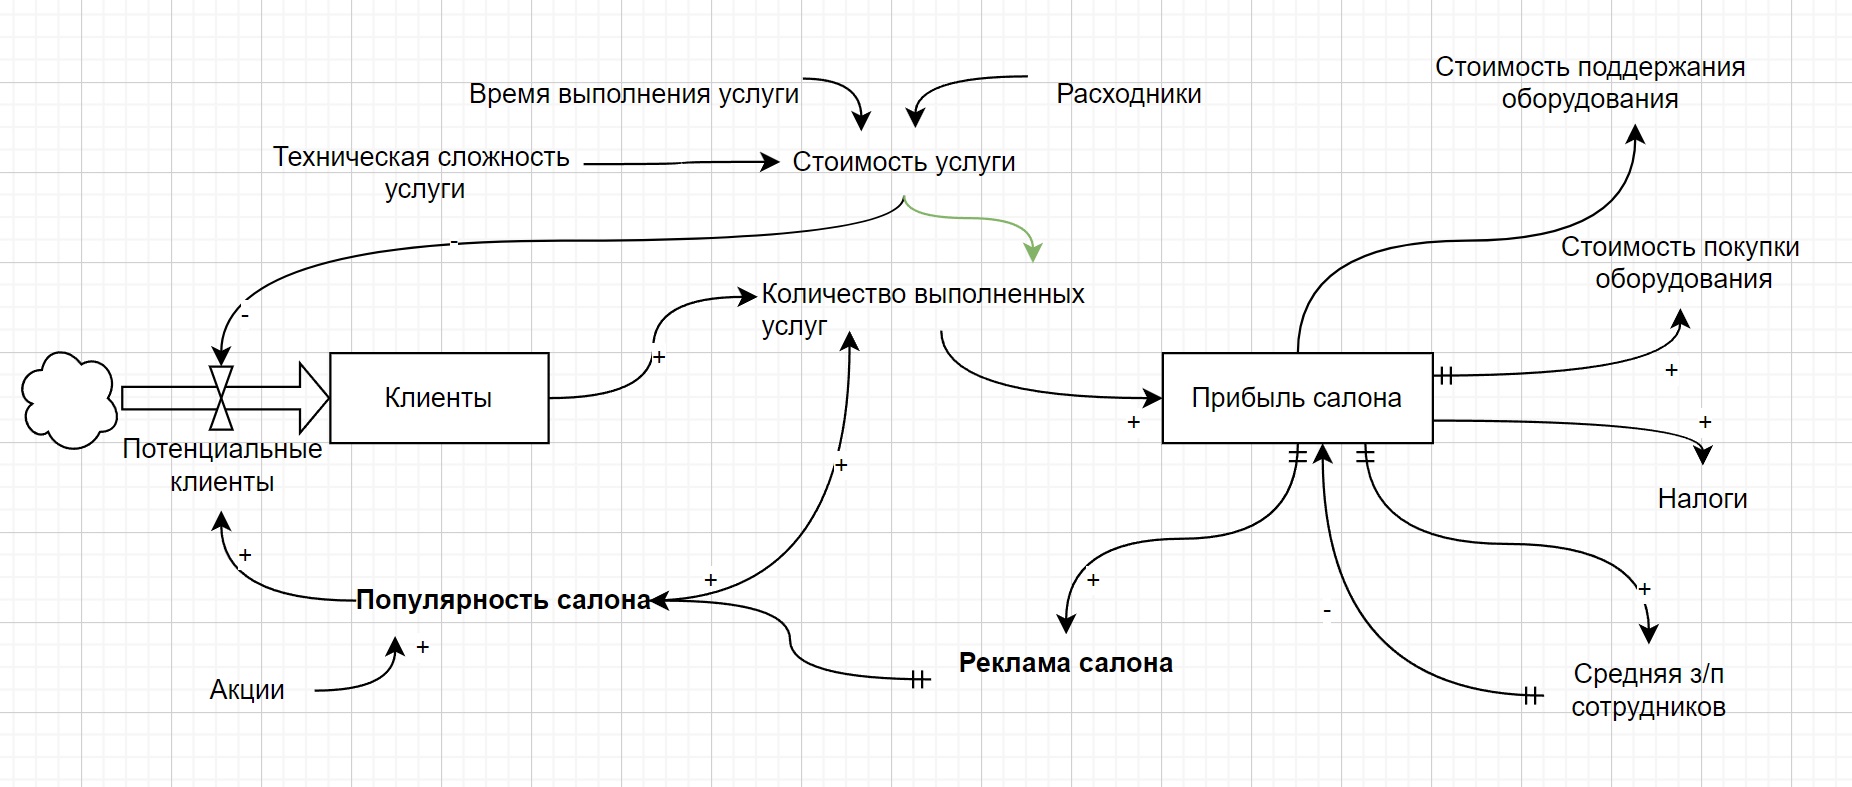 Стоимость поддержания
оборудования
Время выполнения услуги
Расходники
Техническая сложность
услуги
Стоимость услуги
-
Стоимость покупки
оборудования
-
Количество выполненных
услуг
+
+
Клиенты
Прибыль салона
+
+
Потенциальные
клиенты
+
Налоги
+
+
+
+
+
Популярность салона
-
+
Реклама салона
Акции
Средняя з/п
сотрудников